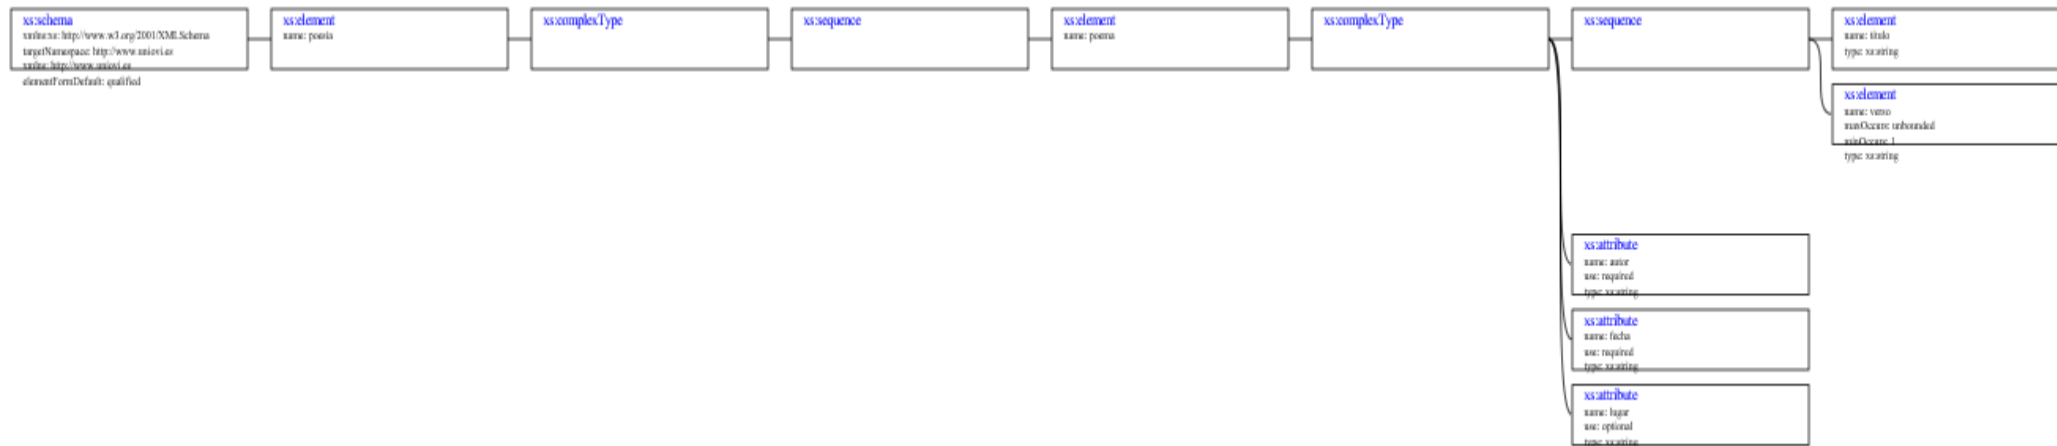 xs:schema
xmlns:xs: http://www.w3.org/2001/XMLSchema
targetNamespace: http://www.uniovi.es
xmlns: http://www.uniovi.es
elementFormDefault: qualified
xs:element
name: poesia
xs:complexType
xs:sequence
xs:element
name: poema
xs:complexType
xs:sequence
xs:element
name: titulo
type: xs:string
xs:element
name: verso
maxOccurs: unbounded
minOccurs: 1
type: xs:string
xs:attribute
name: autor
use: required
type: xs:string
xs:attribute
name: fecha
use: required
type: xs:string
xs:attribute
name: lugar
use: optional
type: xs:string